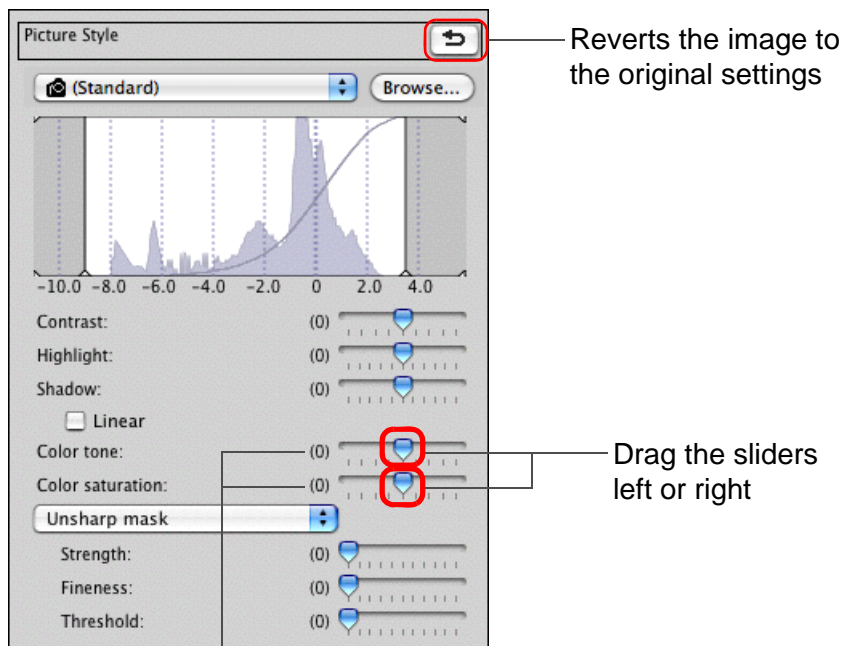 Picture Style
Reverts the image to
the original settings
(Standard)
Browse...
-10.0 -8.0 -6.0 -4.0 -2.0 0 2.0 4.0
Contrast: (0)
Highlight: (0)
Shadow: (0)
Linear
Color tone: (0)
Drag the sliders
left or right
Color saturation: (0)
Unsharp mask
Strength: (0)
Fineness: (0)
Threshold: (0)